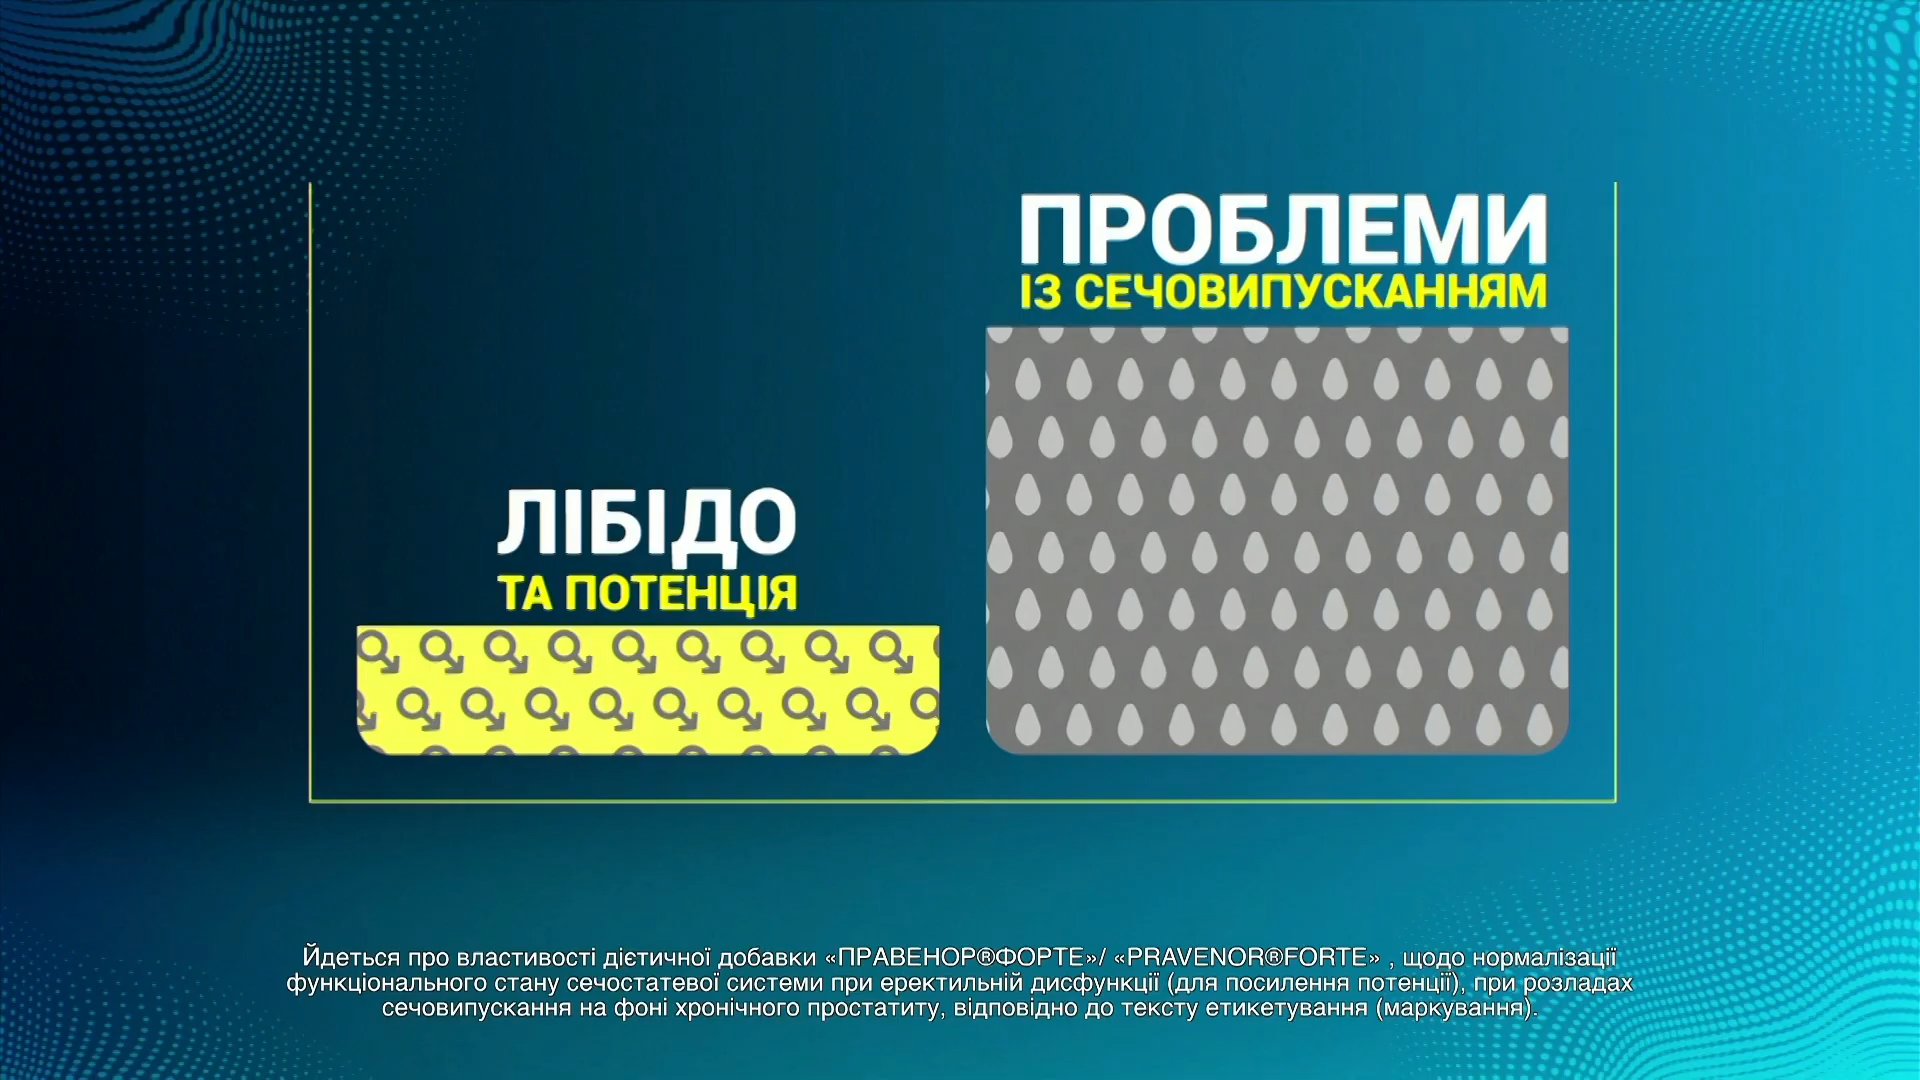 ПРОБЛЕМИ
ІЗ СЕЧОВИПУСКАННЯМ
ЛІБІДО
ТА ПОТЕНЦІЯ
Йдеться про властивості дієтичної добавки «ПРАВЕНОР®ФОРТЕ»/ «PRAVENOR®FORTE» , щодо нормалізації
функціонального стану сечостатевої системи при еректильній дисфункції (для посилення потенції), при розладах
сечовипускання на фоні хронічного простатиту, відповідно до тексту етикетування (маркування).